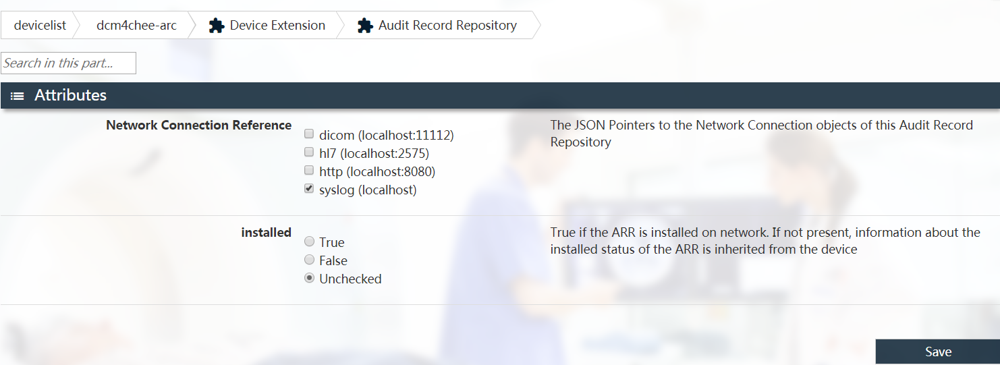 devicelist dcm4chee-arc Device Extension Audit Record Repository
Search in this part...
Attributes
Network Connection Reference
dicom (localhost:11112)
hl7 (localhost:2575)
http (localhost:8080)
syslog (localhost)
The JSON Pointers to the Network Connection objects of this Audit Record
Repository
installed
True
False
Unchecked
True if the ARR is installed on network. If not present, information about the
installed status of the ARR is inherited from the device
Save